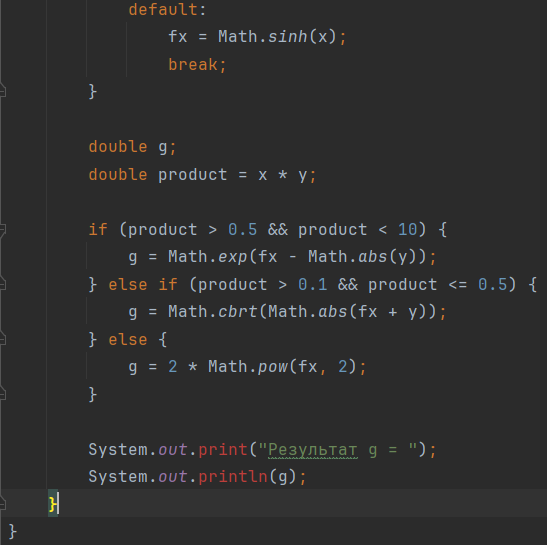 default:
fx = Math.sinh(x);
break;
}
double g;
double product = x * y;
if (product > 0.5 && product < 10) {
g = Math.exp(fx - Math.abs(y));
} else if (product > 0.1 && product <= 0.5) {
g = Math.cbrt(Math.abs(fx + y));
} else {
g = 2 * Math.pow(fx, 2);
}
System.out.print("Результат g = ");
System.out.println(g);
}
}